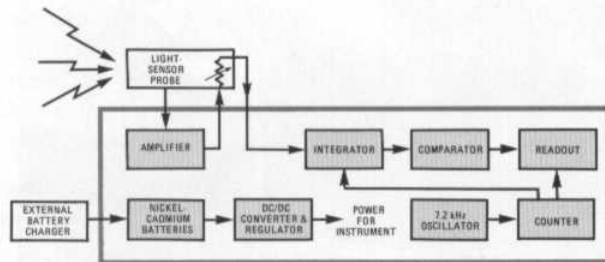 LIGHT-
SENSOR
PROBE
AMPLIFIER
INTEGRATOR
COMPARATOR
READOUT
EXTERNAL
BATTERY
CHARGER
NICKEL-
CADMIUM
BATTERIES
DC/DC
CONVERTER &
REGULATOR
POWER
FOR
INSTRUMENT
7.2 kHz
OSCILLATOR
COUNTER